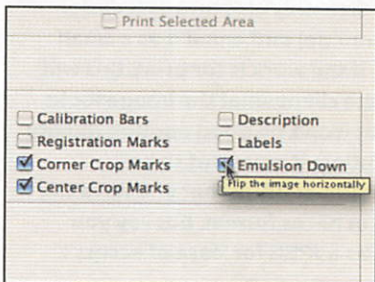 Print Selected Area
Calibration Bars
Description
Registration Marks
Labels
Corner Crop Marks
Emulsion Down
Center Crop Marks
Flip the image horizontally